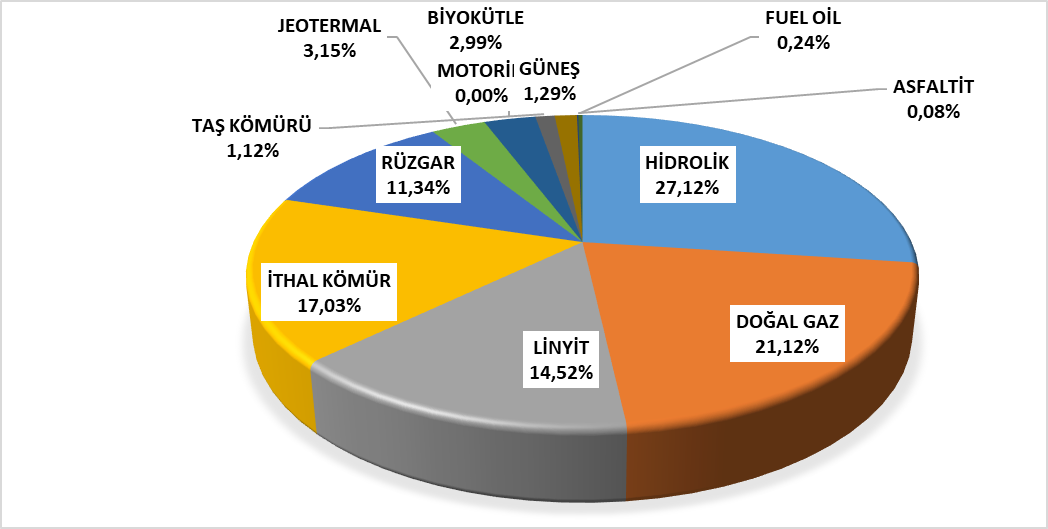 JEOTERMAL
3,15%
BİYOKÜTLE
2,99%
FUEL OİL
0,24%
MOTORİ
0,00%
GÜNEŞ
1,29%
ASFALTİT
0,08%
TAŞ KÖMÜRÜ
1,12%
RÜZGAR
11,34%
HİDROLİK
27,12%
İTHAL KÖMÜR
17,03%
DOĞAL GAZ
21,12%
LİNYİT
14,52%